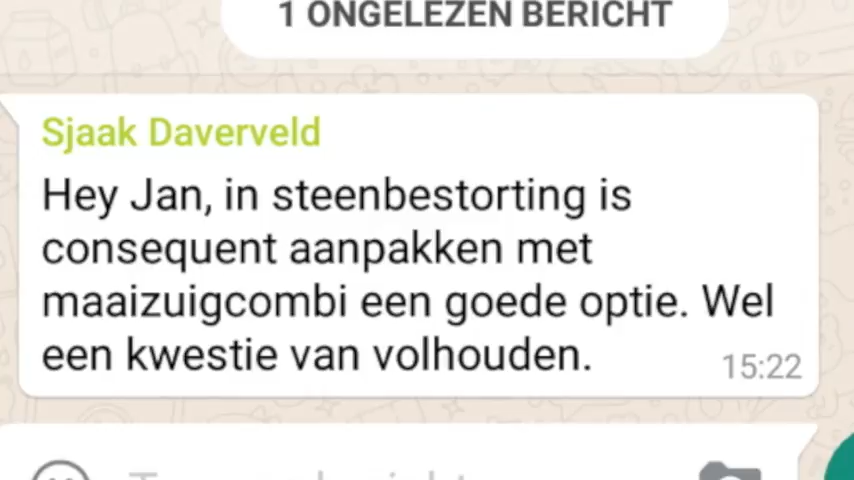 1 ONGELEZEN BERICHT
Sjaak Daverveld
Hey Jan, in steenbestorting is
consequent aanpakken met
maaizuigcombi een goede optie. Wel
een kwestie van volhouden.
15:22